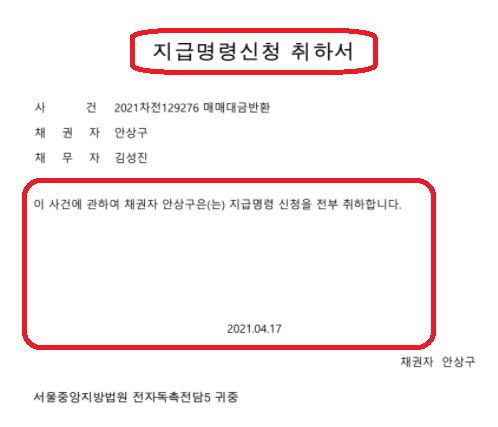 지급명령신청 취하서
사 건 2021차전129276 매매대금반환
채 권 자 안상구
채 무 자 김성진
이 사건에 관하여 채권자 안상구은(는) 지급명령 신청을 전부 취하합니다.
2021.04.17
채권자 안상구
서울중앙지방법원 전자독촉전담5 귀중